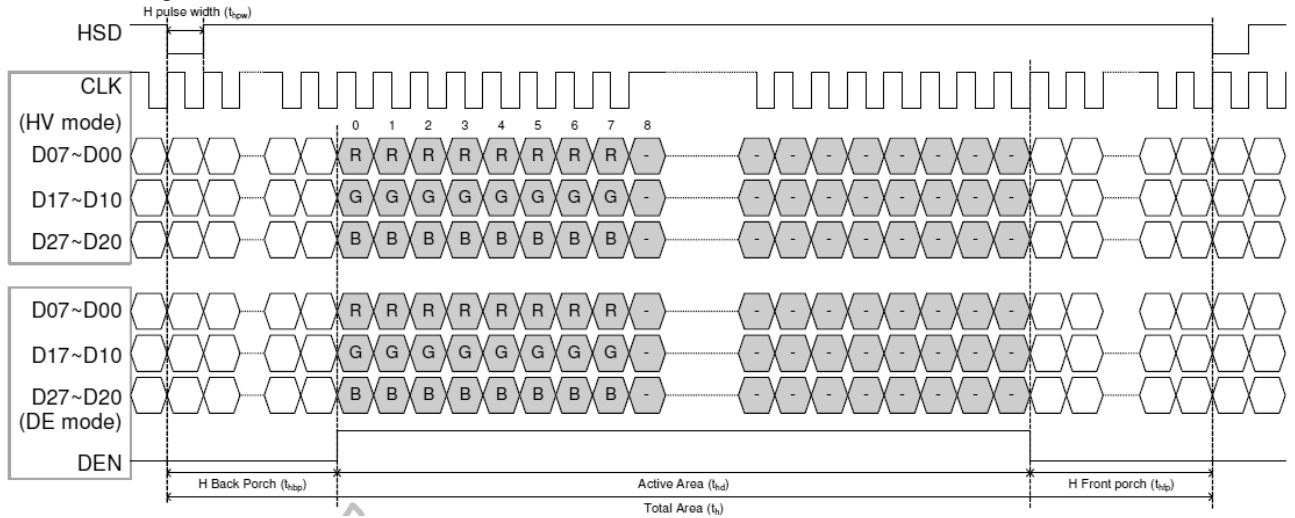 H pulse width (thpw)
HSD
CLK
(HV mode)
0 1 2 3 4 5 6 7 8
D07~D00 R R R R R R R R - - - - - - - - -
D17~D10 G G G G G G G G - - - - - - - - -
D27~D20 B B B B B B B B - - - - - - - - -
D07~D00 R R R R R R R R - - - - - - - - -
D17~D10 G G G G G G G G - - - - - - - - -
D27~D20 B B B B B B B B - - - - - - - - -
(DE mode)
DEN
H Back Porch (thbp) Active Area (thd) H Front porch (thfp)
Total Area (th)